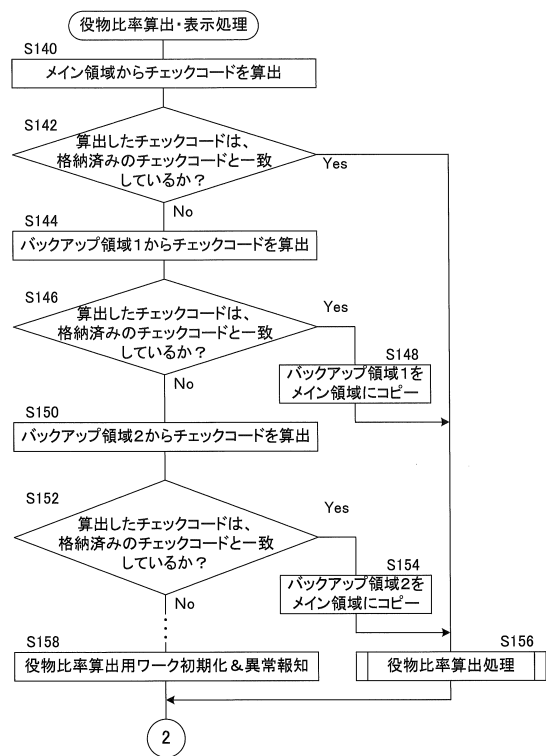 役物比率算出・表示処理
S140
メイン領域からチェックコードを算出
S142
算出したチェックコードは、
格納済みのチェックコードと一致
しているか？
Yes
No
S144
バックアップ領域1からチェックコードを算出
S146
算出したチェックコードは、
格納済みのチェックコードと一致
しているか？
Yes
No
S148
バックアップ領域1を
メイン領域にコピー
S150
バックアップ領域2からチェックコードを算出
S152
算出したチェックコードは、
格納済みのチェックコードと一致
しているか？
Yes
No
S154
バックアップ領域2を
メイン領域にコピー
S158
役物比率算出用ワーク初期化＆異常報知
S156
役物比率算出処理
2